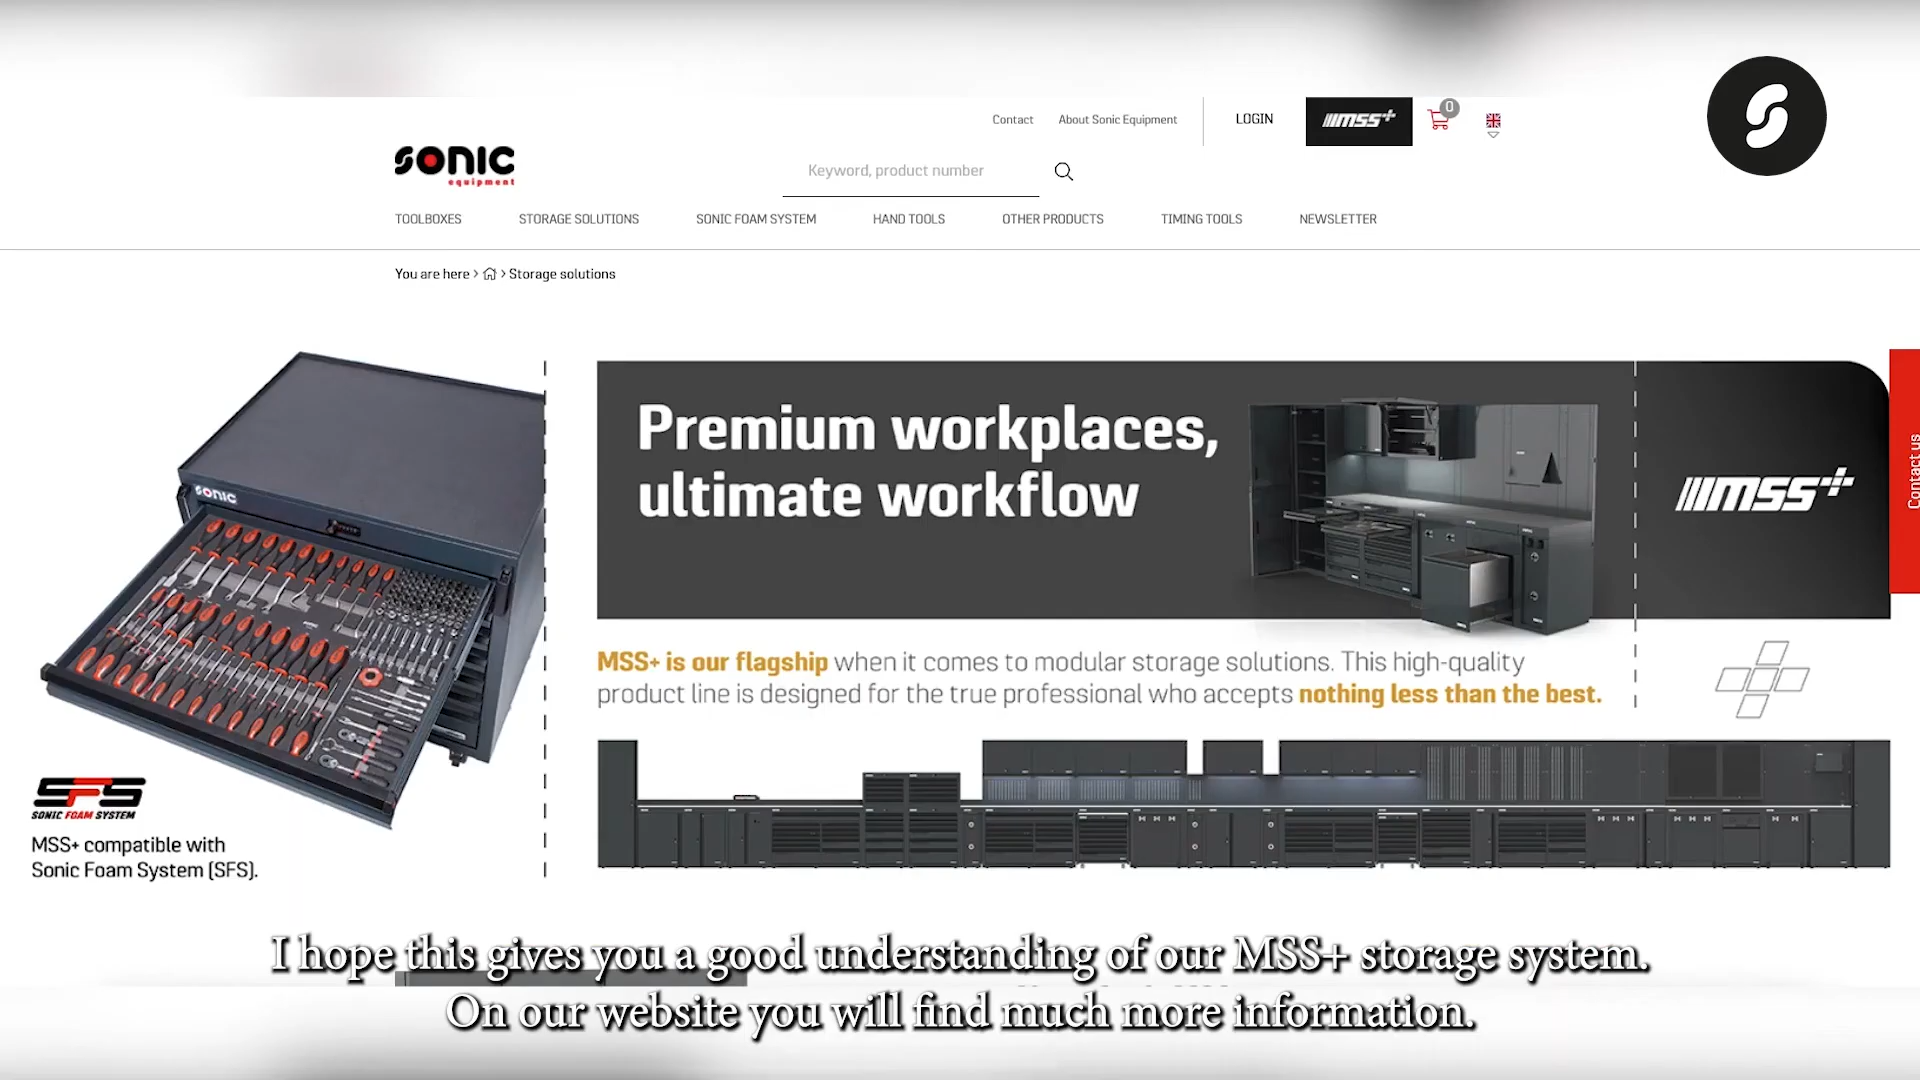 Contact
About Sonic Equipment
LOGIN
MSS+
0
SONIC
equipment
Keyword, product number
TOOLBOXES
STORAGE SOLUTIONS
SONIC FOAM SYSTEM
HAND TOOLS
OTHER PRODUCTS
TIMING TOOLS
NEWSLETTER
You are here > > Storage solutions
SONIC
Premium workplaces,
ultimate workflow
MSS+
Contact us
MSS+ is our flagship when it comes to modular storage solutions. This high-quality
product line is designed for the true professional who accepts nothing less than the best.
SFS
SONIC FOAM SYSTEM
MSS+ compatible with
Sonic Foam System (SFS).
I hope this gives you a good understanding of our MSS+ storage system.
On our website you will find much more information.